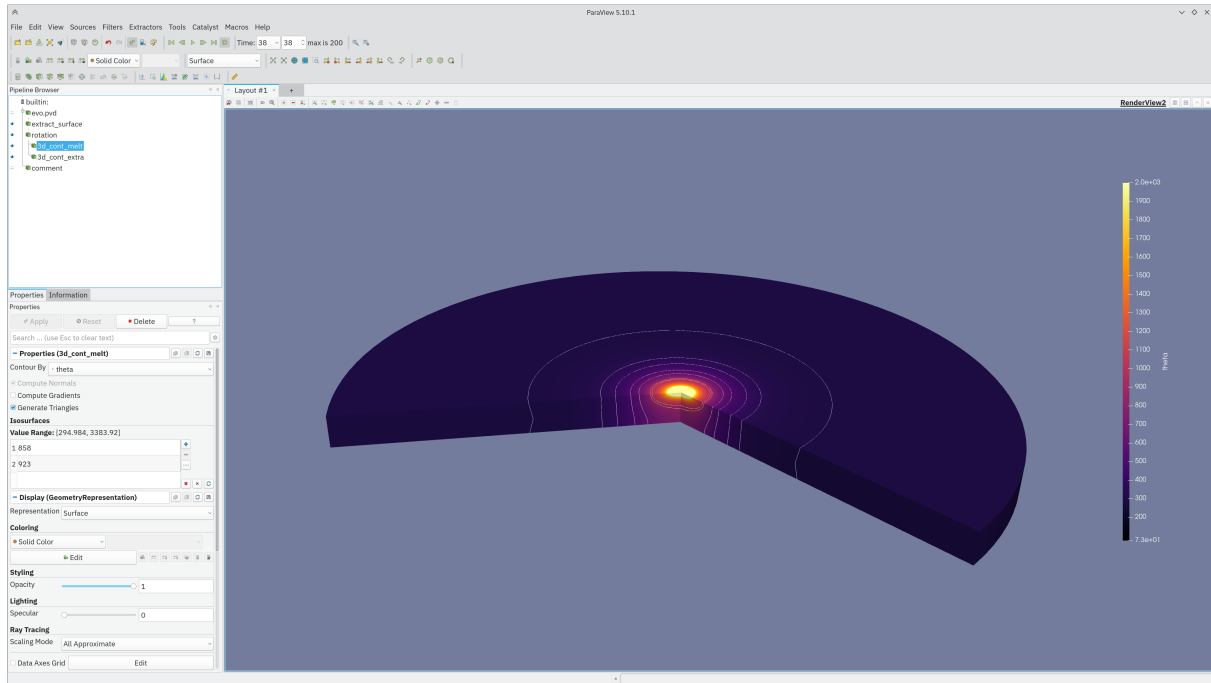 ParaView 5.10.1
File Edit View Sources Filters Extractors Tools Catalyst Macros Help
Time: 38 38 max is 200
Solid Color Surface
Pipeline Browser
builtin:
evo.pvd
extract_surface
rotation
3d_cont_melt
3d_cont_extra
comment
Properties Information
Properties
Apply Reset Delete ?
Search ... (use Esc to clear text)
Properties (3d_cont_melt)
Contour By theta
Compute Normals
Compute Gradients
Generate Triangles
Isosurfaces
Value Range: [294.984, 3383.92]
1 858
2 923
Display (GeometryRepresentation)
Representation Surface
Coloring
Solid Color
Edit
Styling
Opacity 1
Lighting
Specular 0
Ray Tracing
Scaling Mode All Approximate
Data Axes Grid Edit
Layout #1 × +
RenderView2
2.0e+03
1900
1800
1700
1600
1500
1400
1300
1200
1100
1000
900
800
700
600
500
400
300
200
7.3e+01
theta